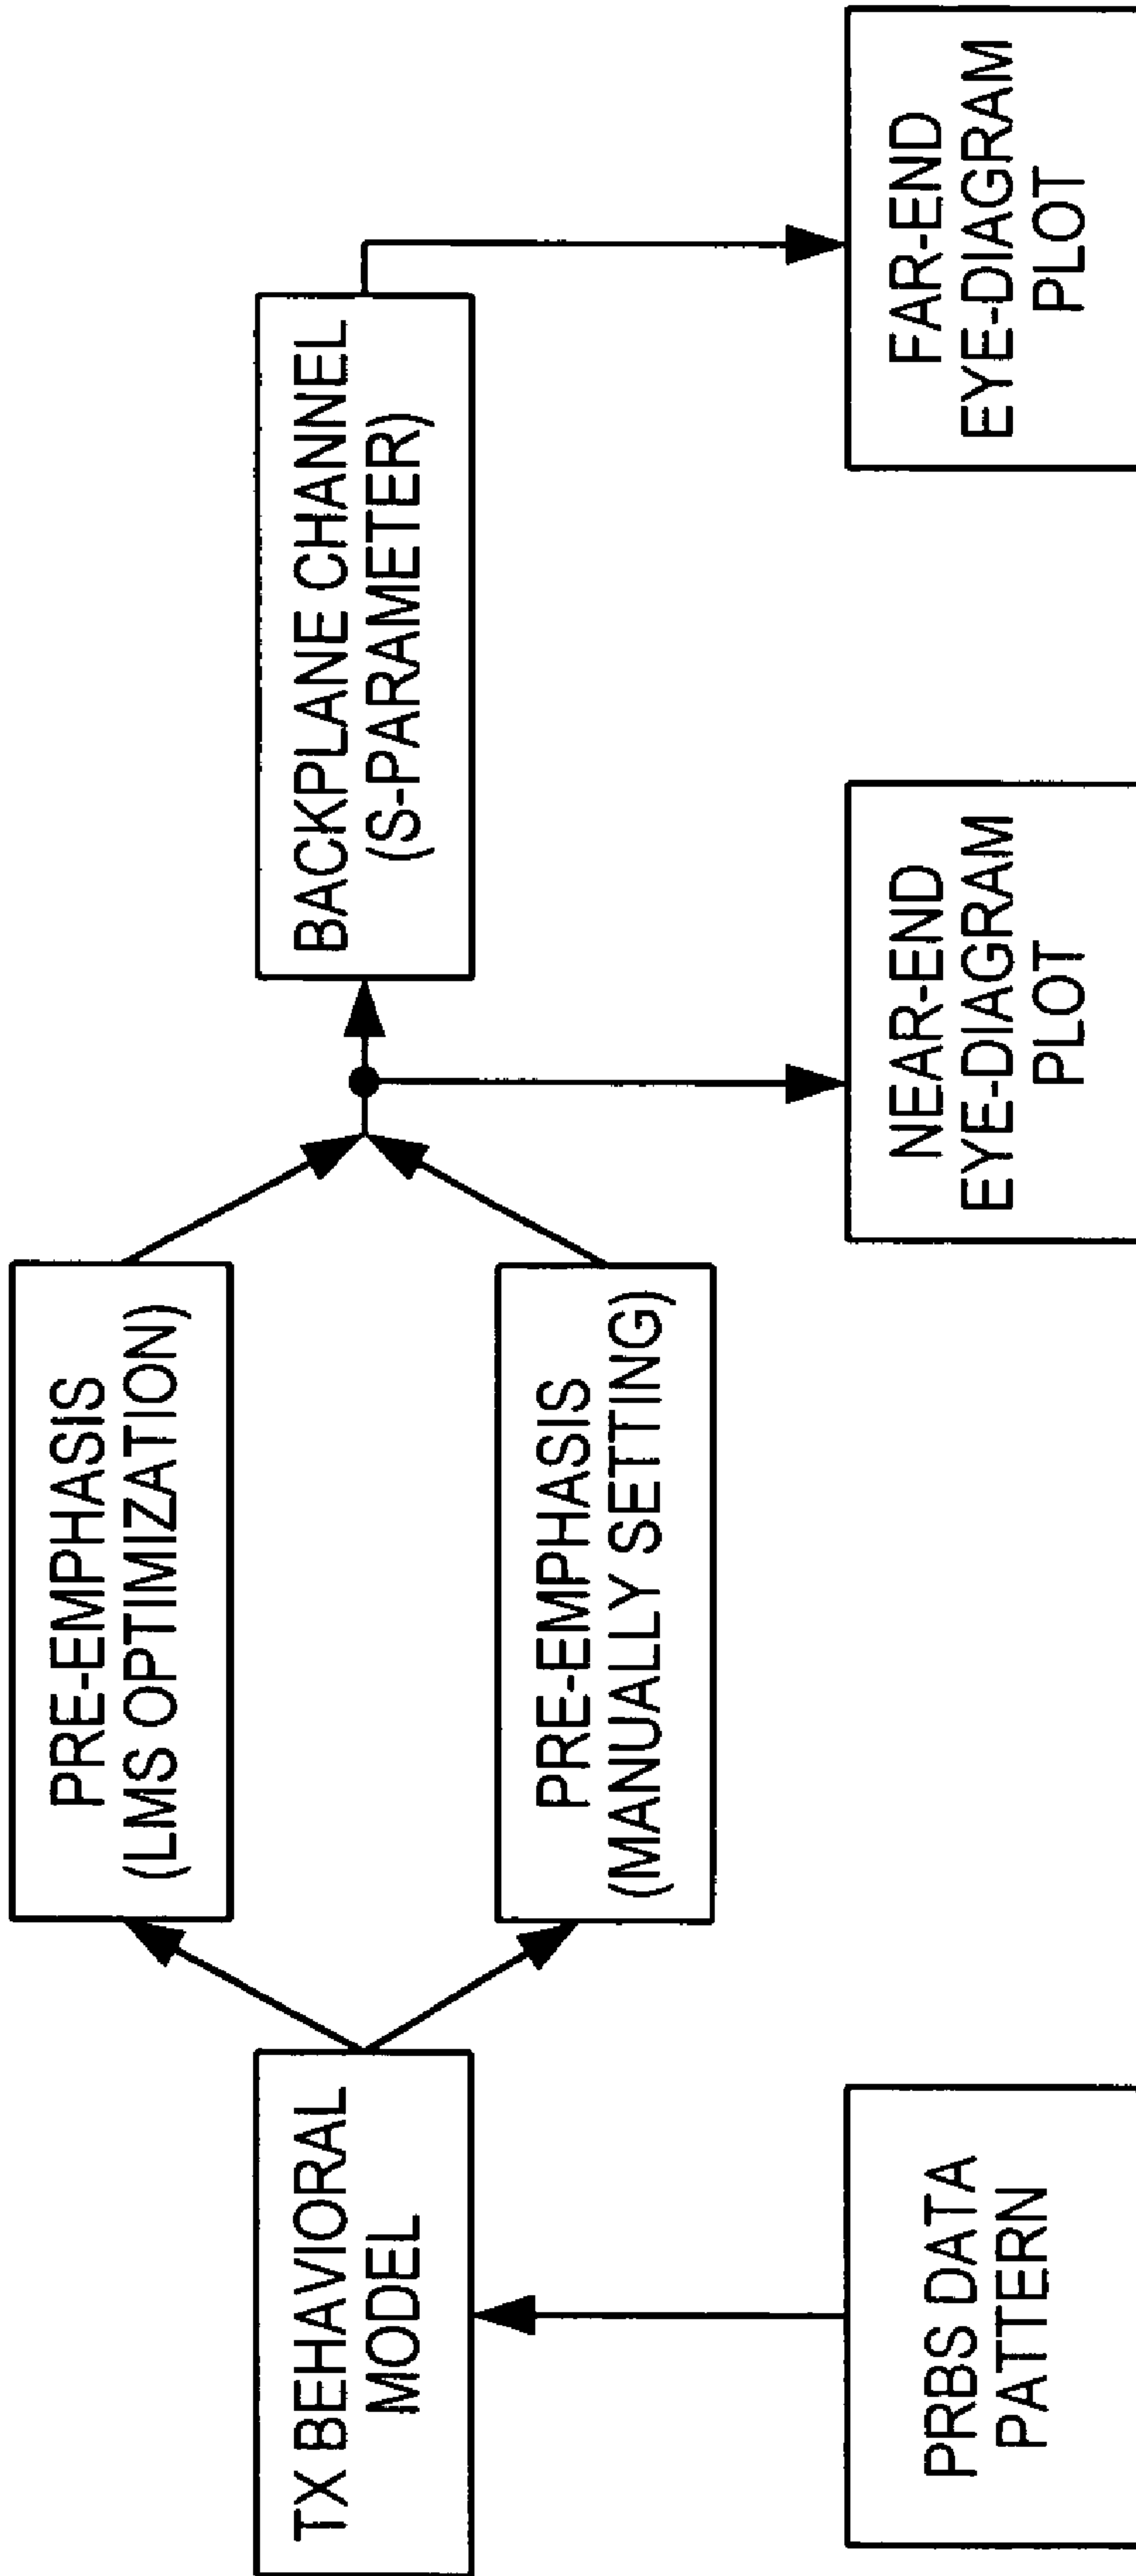 PRE-EMPHASIS
(LMS OPTIMIZATION)
TX BEHAVIORAL
MODEL
BACKPLANE CHANNEL
(S-PARAMETER)
PRE-EMPHASIS
(MANUALLY SETTING)
PRBS DATA
PATTERN
NEAR-END
EYE-DIAGRAM
PLOT
FAR-END
EYE-DIAGRAM
PLOT